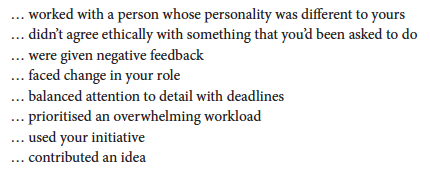 … worked with a person whose personality was different to yours
… didn’t agree ethically with something that you’d been asked to do
… were given negative feedback
… faced change in your role
… balanced attention to detail with deadlines
… prioritised an overwhelming workload
… used your initiative
… contributed an idea